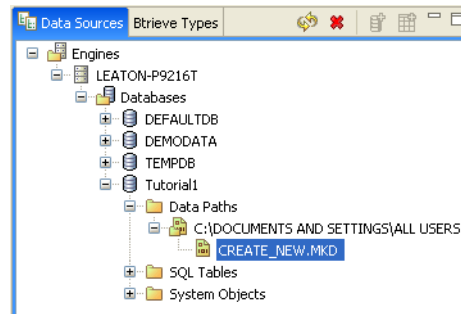 Data Sources Btrieve Types
Engines
LEATON-P9216T
Databases
DEFAULTDB
DEMODATA
TEMPDB
Tutorial1
Data Paths
C:\DOCUMENTS AND SETTINGS\ALL USERS
CREATE_NEW.MKD
SQL Tables
System Objects